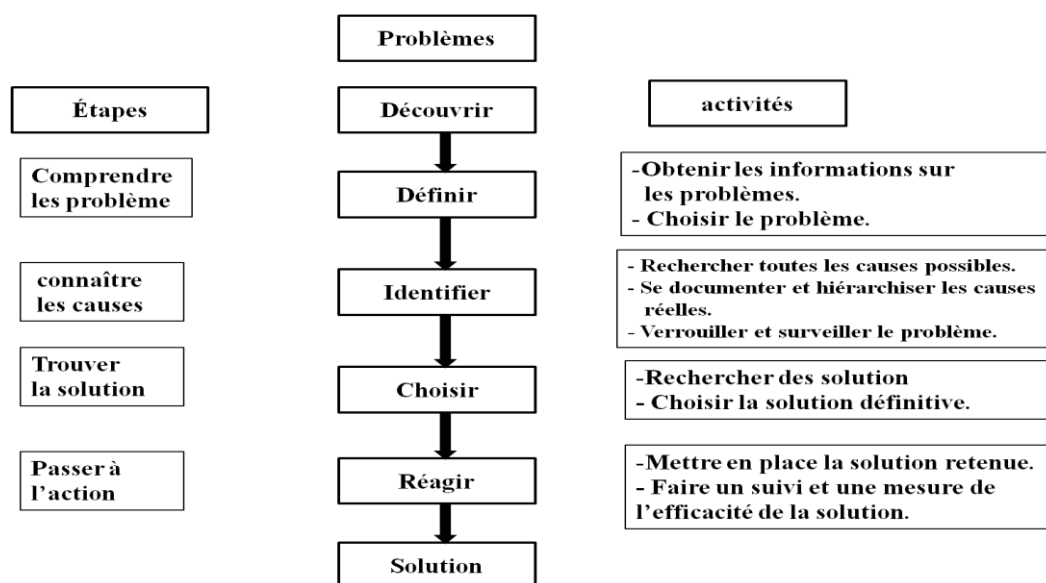 Problèmes
Étapes
Découvrir
activités
Comprendre
les problème
Définir
-Obtenir les informations sur
les problèmes.
- Choisir le problème.
connaître
les causes
Identifier
- Rechercher toutes les causes possibles.
- Se documenter et hiérarchiser les causes
réelles.
- Verrouiller et surveiller le problème.
Trouver
la solution
Choisir
-Rechercher des solution
- Choisir la solution définitive.
Passer à
l’action
Réagir
-Mettre en place la solution retenue.
- Faire un suivi et une mesure de
l’efficacité de la solution.
Solution